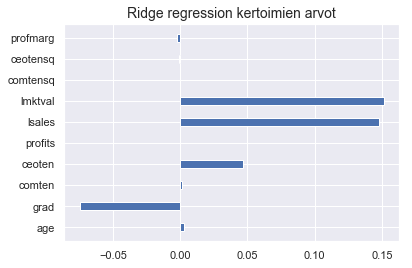 Ridge regression kertoimien arvot
profmarg
ceotensq
comtensq
lmktval
lsales
profits
ceoten
comten
grad
age
−0.05
0.00
0.05
0.10
0.15